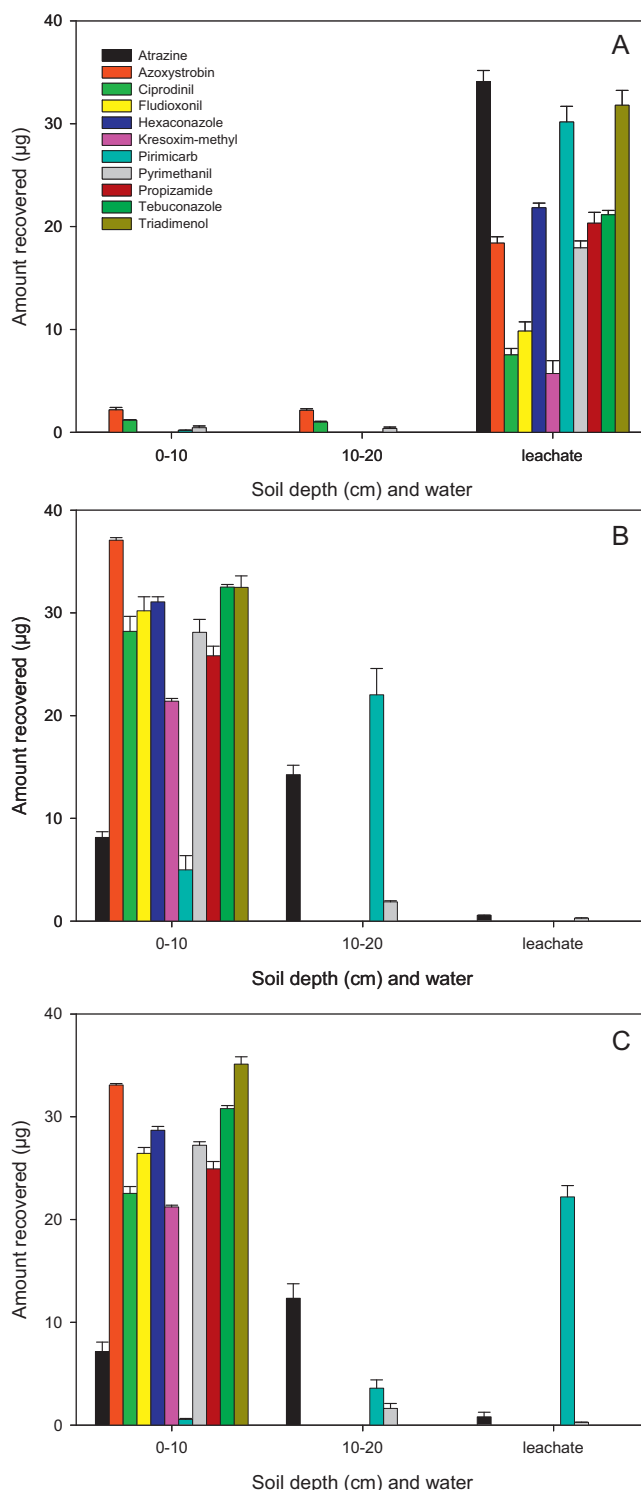 A
40
30
20
10
0
Amount recovered (µg)
Atrazine
Azoxystrobin
Ciprodinil
Fludioxonil
Hexaconazole
Kresoxim-methyl
Pirimicarb
Pyrimethanil
Propizamide
Tebuconazole
Triadimenol
0-10
10-20
leachate
Soil depth (cm) and water
B
40
30
20
10
0
Amount recovered (µg)
0-10
10-20
leachate
Soil depth (cm) and water
C
40
30
20
10
0
Amount recovered (µg)
0-10
10-20
leachate
Soil depth (cm) and water